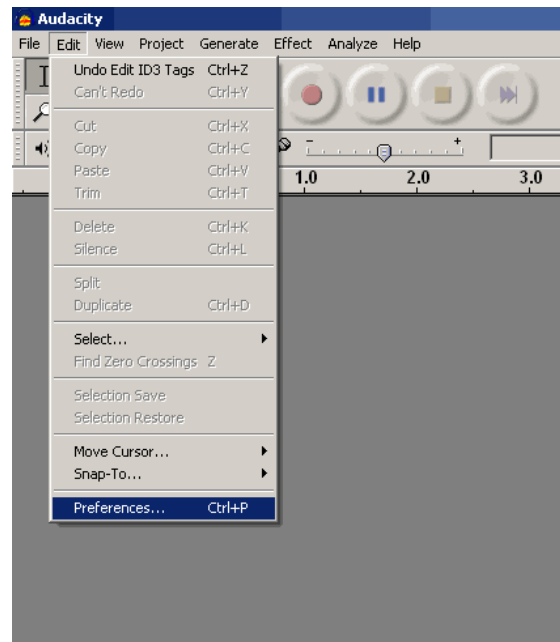 Audacity
File Edit View Project Generate Effect Analyze Help
Undo Edit ID3 Tags Ctrl+Z
Can't Redo Ctrl+Y
Cut Ctrl+X
Copy Ctrl+C
Paste Ctrl+V
Trim Ctrl+T
Delete Ctrl+K
Silence Ctrl+L
Split
Duplicate Ctrl+D
Select...
Find Zero Crossings Z
Selection Save
Selection Restore
Move Cursor...
Snap-To...
Preferences... Ctrl+P
- +
1.0 2.0 3.0